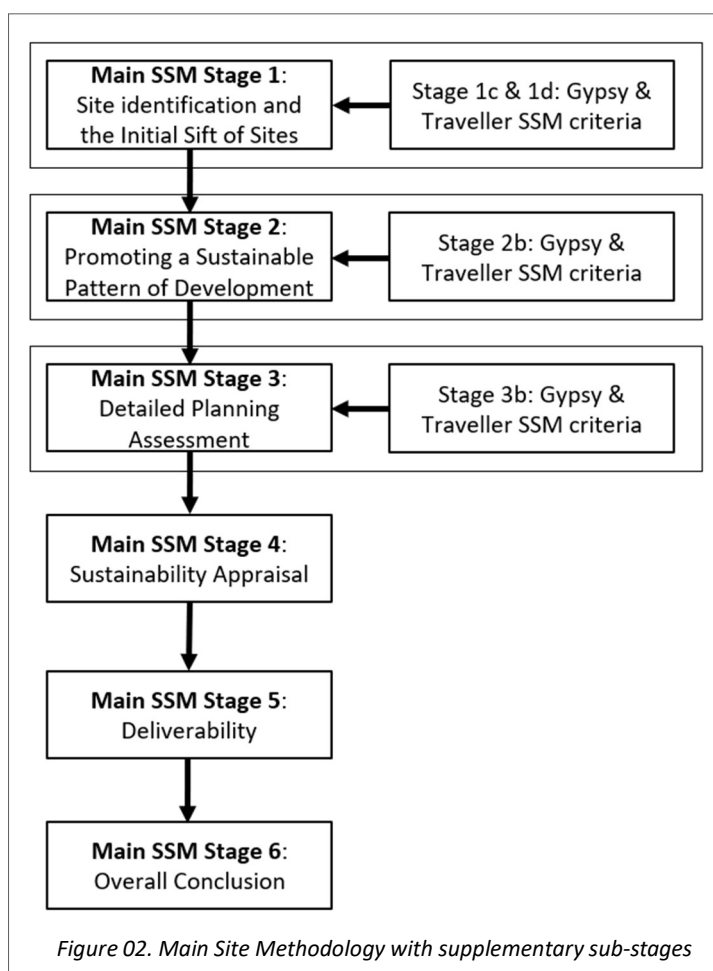 Main SSM Stage 1:
Site identification and
the Initial Sift of Sites
Stage 1c & 1d: Gypsy &
Traveller SSM criteria
Main SSM Stage 2:
Promoting a Sustainable
Pattern of Development
Stage 2b: Gypsy &
Traveller SSM criteria
Main SSM Stage 3:
Detailed Planning
Assessment
Stage 3b: Gypsy &
Traveller SSM criteria
Main SSM Stage 4:
Sustainability Appraisal
Main SSM Stage 5:
Deliverability
Main SSM Stage 6:
Overall Conclusion
Figure 02. Main Site Methodology with supplementary sub-stages